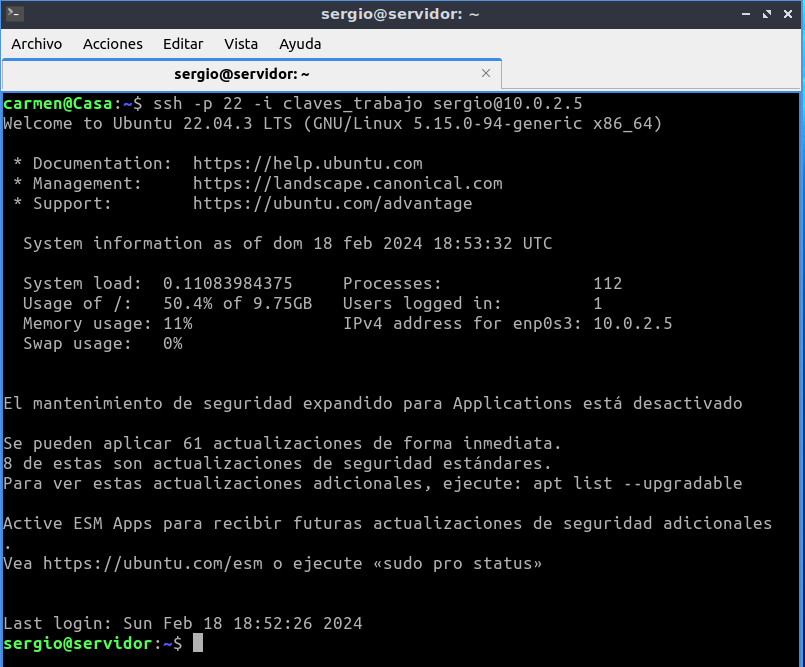 sergio@servidor: ~
Archivo Acciones Editar Vista Ayuda
sergio@servidor: ~
carmen@Casa:~$ ssh -p 22 -i claves_trabajo sergio@10.0.2.5
Welcome to Ubuntu 22.04.3 LTS (GNU/Linux 5.15.0-94-generic x86_64)

 * Documentation:  https://help.ubuntu.com
 * Management:     https://landscape.canonical.com
 * Support:        https://ubuntu.com/advantage

  System information as of dom 18 feb 2024 18:53:32 UTC

  System load:  0.11083984375     Processes:               112
  Usage of /:   50.4% of 9.75GB   Users logged in:         1
  Memory usage: 11%               IPv4 address for enp0s3: 10.0.2.5
  Swap usage:   0%

El mantenimiento de seguridad expandido para Applications está desactivado

Se pueden aplicar 61 actualizaciones de forma inmediata.
8 de estas son actualizaciones de seguridad estándares.
Para ver estas actualizaciones adicionales, ejecute: apt list --upgradable

Active ESM Apps para recibir futuras actualizaciones de seguridad adicionales
.
Vea https://ubuntu.com/esm o ejecute «sudo pro status»

Last login: Sun Feb 18 18:52:26 2024
sergio@servidor:~$